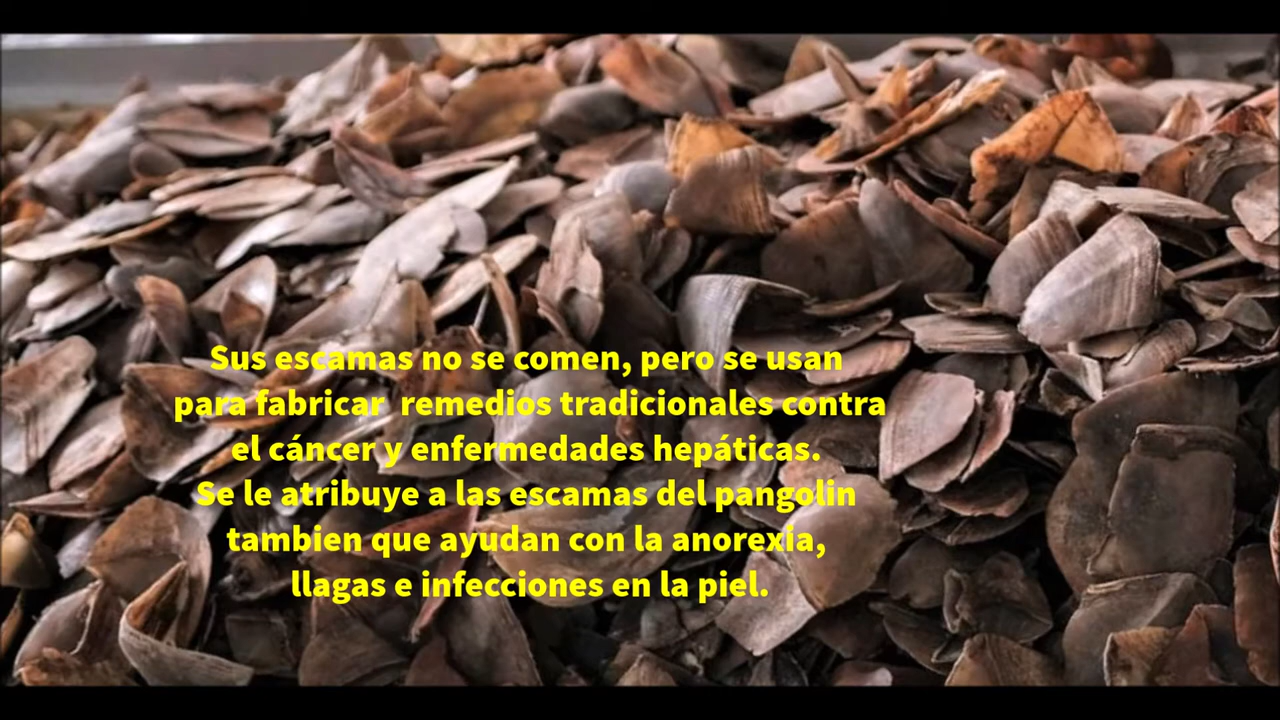 Sus escamas no se comen, pero se usan
para fabricar  remedios tradicionales contra
el cáncer y enfermedades hepáticas.
Se le atribuye a las escamas del pangolin
tambien que ayudan con la anorexia,
llagas e infecciones en la piel.